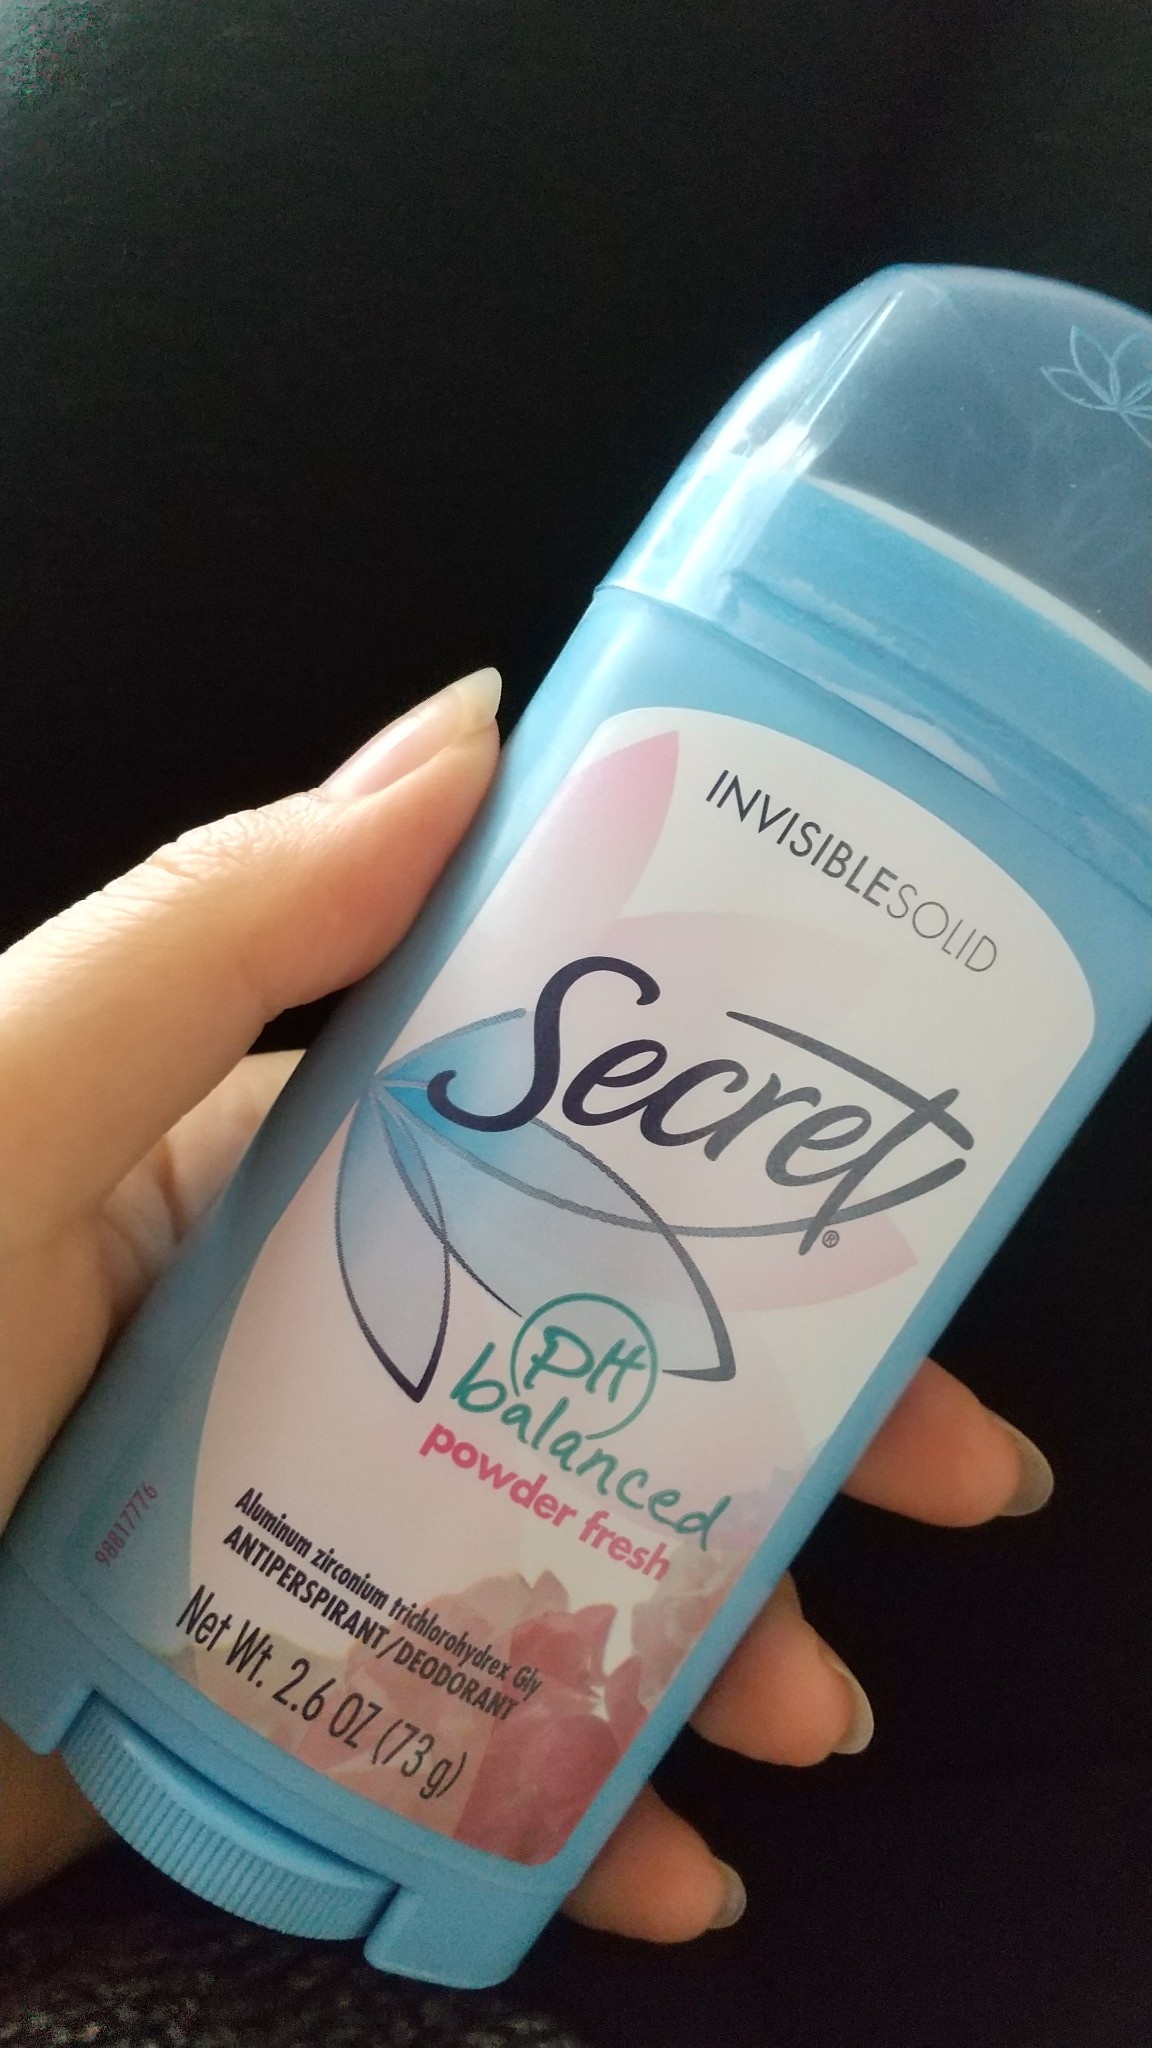 INVISIBLESOLID
Secret®
PH
balanced
powder fresh
Aluminum zirconium trichlorohydrex Gly
ANTIPERSPIRANT/DEODORANT
Net Wt. 2.6 OZ (73 g)
98817776